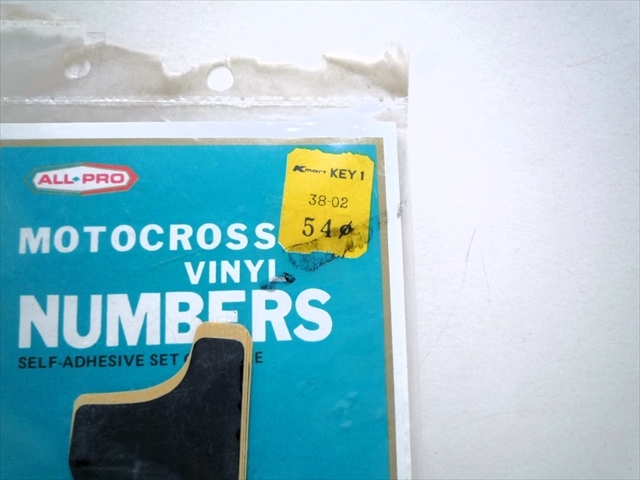 ALL-PRO
Kmart KEY 1
38-02
54¢
MOTOCROSS
VINYL
NUMBERS
SELF-ADHESIVE SET